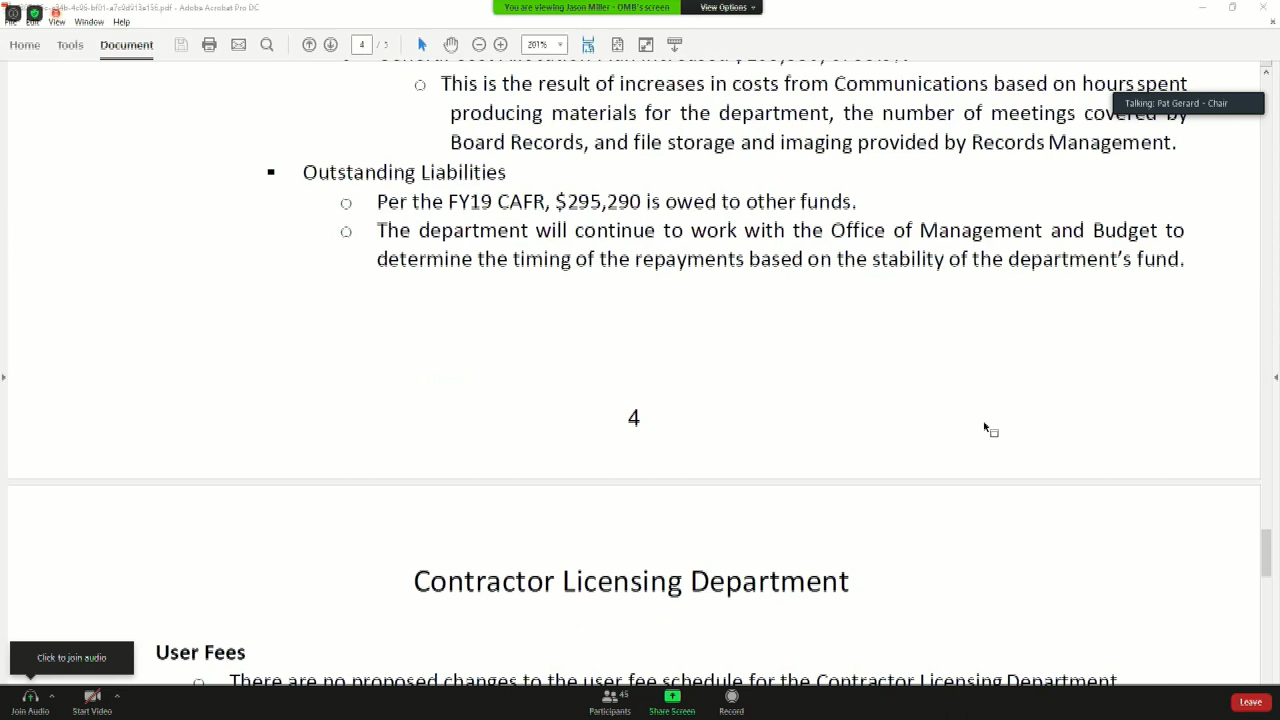 You are viewing Jason Miller - OMB's screen View Options
Adobe Acrobat Pro DC
File Edit View Window Help
Home Tools Document 4 201%
This is the result of increases in costs from Communications based on hours spent
Talking: Pat Gerard - Chair
producing materials for the department, the number of meetings covered by
Board Records, and file storage and imaging provided by Records Management.
Outstanding Liabilities
Per the FY19 CAFR, $295,290 is owed to other funds.
The department will continue to work with the Office of Management and Budget to
determine the timing of the repayments based on the stability of the department's fund.
4
Contractor Licensing Department
User Fees
There are no proposed changes to the user fee schedule for the Contractor Licensing Department
Click to join audio
Join Audio Start Video Participants 45 Share Screen Record Leave